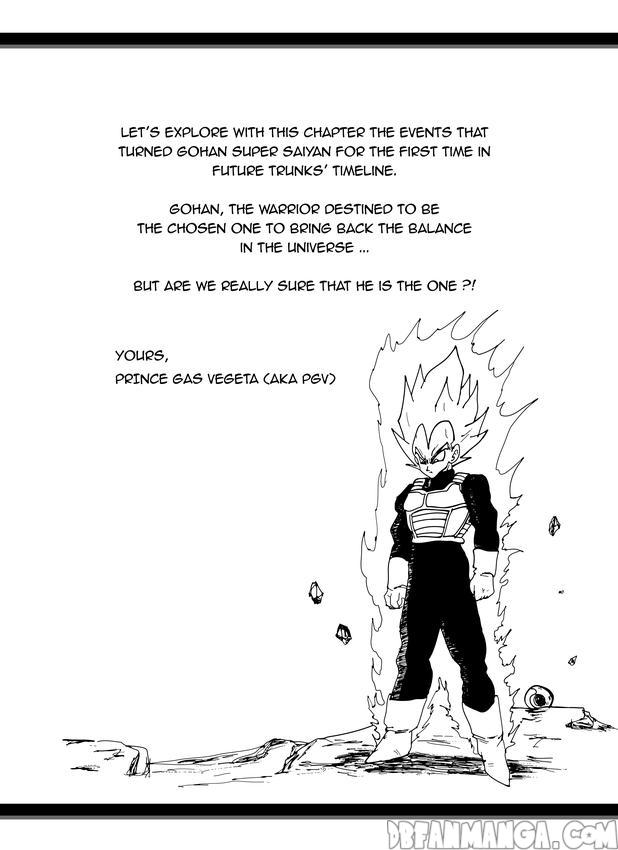 LET'S EXPLORE WITH THIS CHAPTER THE EVENTS THAT
TURNED GOHAN SUPER SAIYAN FOR THE FIRST TIME IN
FUTURE TRUNKS' TIMELINE.
GOHAN, THE WARRIOR DESTINED TO BE
THE CHOSEN ONE TO BRING BACK THE BALANCE
IN THE UNIVERSE ...
BUT ARE WE REALLY SURE THAT HE IS THE ONE ?!
YOURS,
PRINCE GAS VEGETA (AKA PGV)
DBFANMANGA.COM